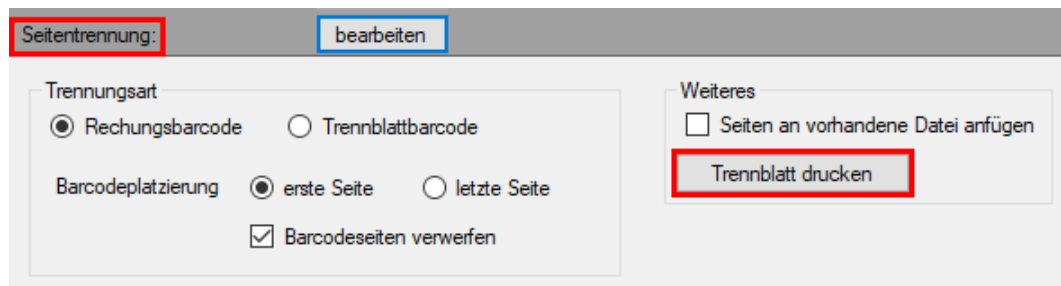 Seitentrennung: bearbeiten
Trennungsart
Rechungsbarcode Trennblattbarcode
Barcodeplatzierung erste Seite letzte Seite
Barcodeseiten verwerfen
Weiteres
Seiten an vorhandene Datei anfügen
Trennblatt drucken